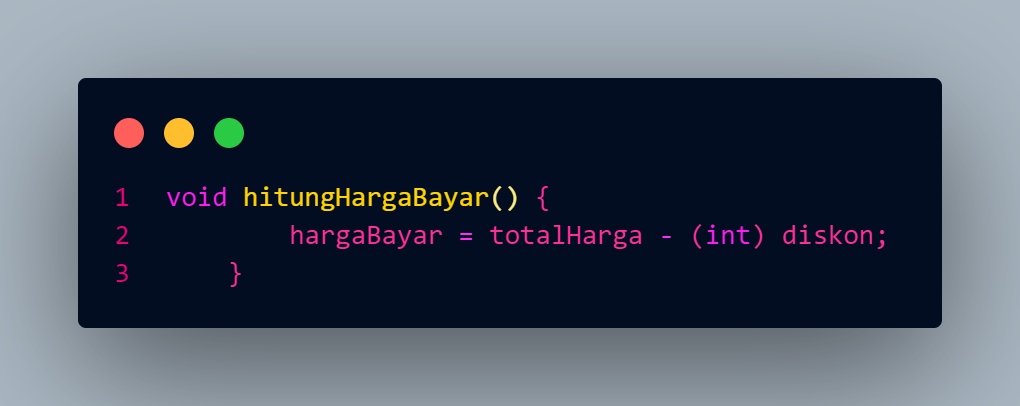 1 void hitungHargaBayar() {
2 hargaBayar = totalHarga - (int) diskon;
3 }